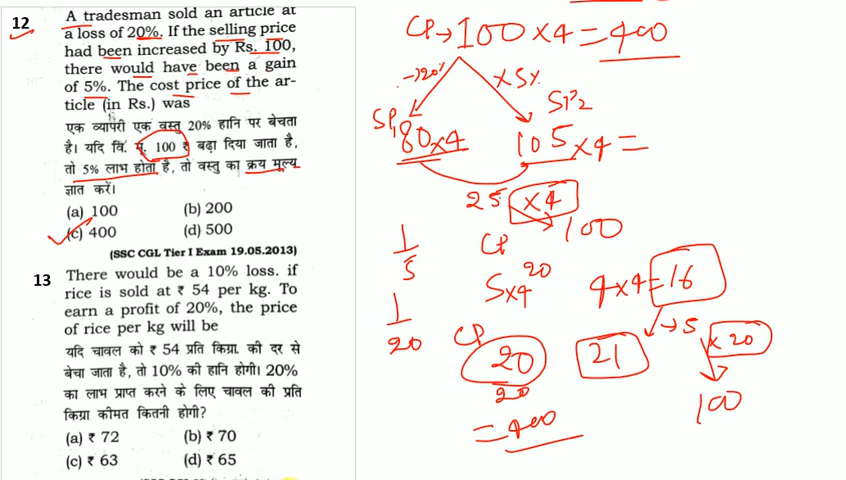 12
A tradesman sold an article at
a loss of 20%. If the selling price
had been increased by Rs. 100,
there would have been a gain
of 5%. The cost price of the ar-
ticle (in Rs.) was
एक व्यापरी एक वस्तु 20% हानि पर बेचता
है। यदि वि. मू. 100 ₹ बढ़ा दिया जाता है,
तो 5% लाभ होता है, तो वस्तु का क्रय मूल्य
ज्ञात करें।
(a) 100 (b) 200
(c) 400 (d) 500
(SSC CGL Tier I Exam 19.05.2013)
13
There would be a 10% loss. if
rice is sold at ₹ 54 per kg. To
earn a profit of 20%, the price
of rice per kg will be
यदि चावल को ₹ 54 प्रति किग्रा. की दर से
बेचा जाता है, तो 10% की हानि होगी। 20%
का लाभ प्राप्त करने के लिए चावल की प्रति
किग्रा कीमत कितनी होगी?
(a) ₹ 72 (b) ₹ 70
(c) ₹ 63 (d) ₹ 65
CP → 100 × 4 = 400
20% × 5%
SP1 SP2
80 × 4 105 × 4 =
25 × 4
100
1/5 CP
5 × 4 20 4 × 4 = 16
1/20 → 5 × 20
CP 20 21
20 100
= 400